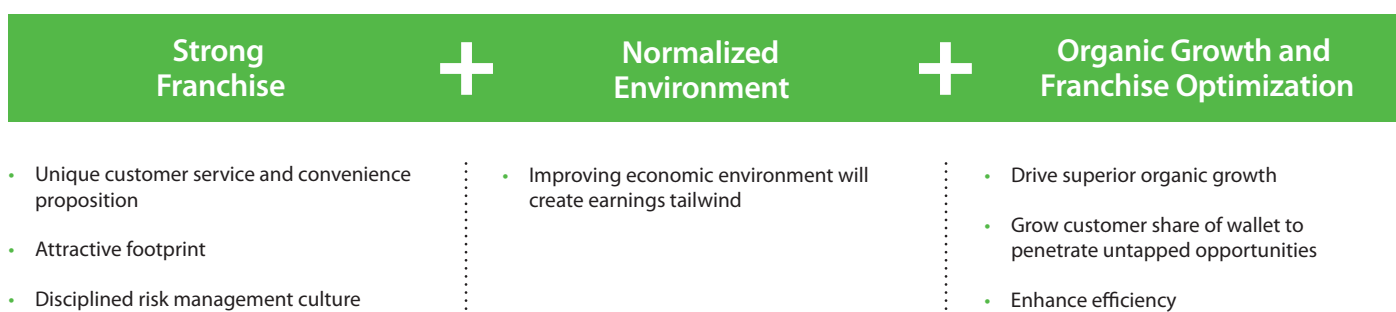 Strong
Franchise
+
Normalized
Environment
+
Organic Growth and
Franchise Optimization
• Unique customer service and convenience
proposition
• Attractive footprint
• Disciplined risk management culture
• Improving economic environment will
create earnings tailwind
• Drive superior organic growth
• Grow customer share of wallet to
penetrate untapped opportunities
• Enhance efficiency